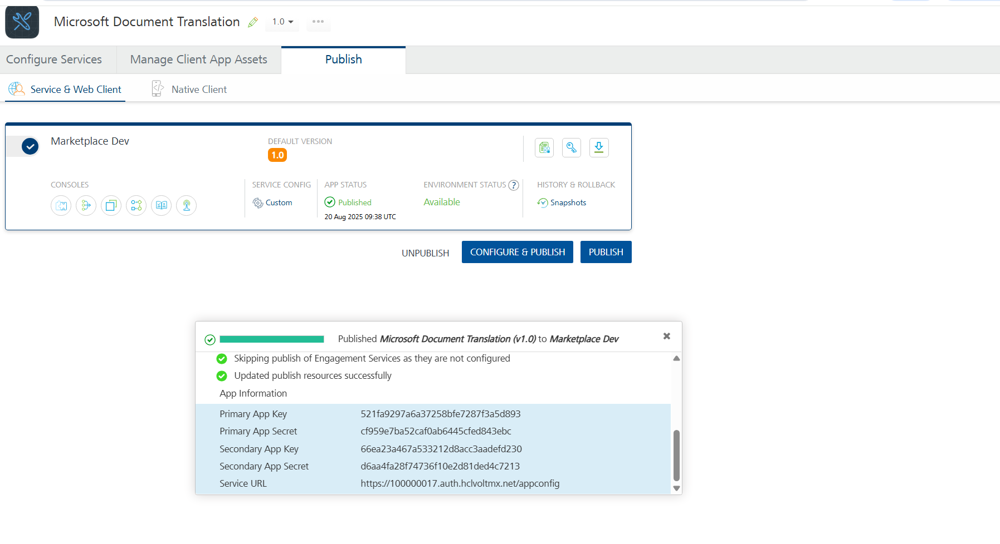 Microsoft Document Translation 1.0
Configure Services Manage Client App Assets Publish
Service & Web Client Native Client
Marketplace Dev DEFAULT VERSION
1.0
CONSOLES SERVICE CONFIG APP STATUS ENVIRONMENT STATUS ? HISTORY & ROLLBACK
Custom Published Available Snapshots
20 Aug 2025 09:38 UTC
UNPUBLISH CONFIGURE & PUBLISH PUBLISH
Published Microsoft Document Translation (v1.0) to Marketplace Dev
Skipping publish of Engagement Services as they are not configured
Updated publish resources successfully
App Information
Primary App Key 521fa9297a6a37258bfe7287f3a5d893
Primary App Secret cf959e7ba52caf0ab6445cfed843ebc
Secondary App Key 66ea23a467a533212d8acc3aadefd230
Secondary App Secret d6aa4fa28f74736f10e2d81ded4c7213
Service URL https://100000017.auth.hclvoltmx.net/appconfig